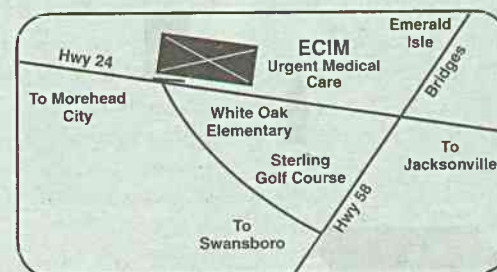 Emerald
Isle
ECIM
Urgent Medical
Care
Hwy 24
Bridges
To Morehead
City
White Oak
Elementary
To
Jacksonville
Sterling
Golf Course
Hwy 58
To
Swansboro